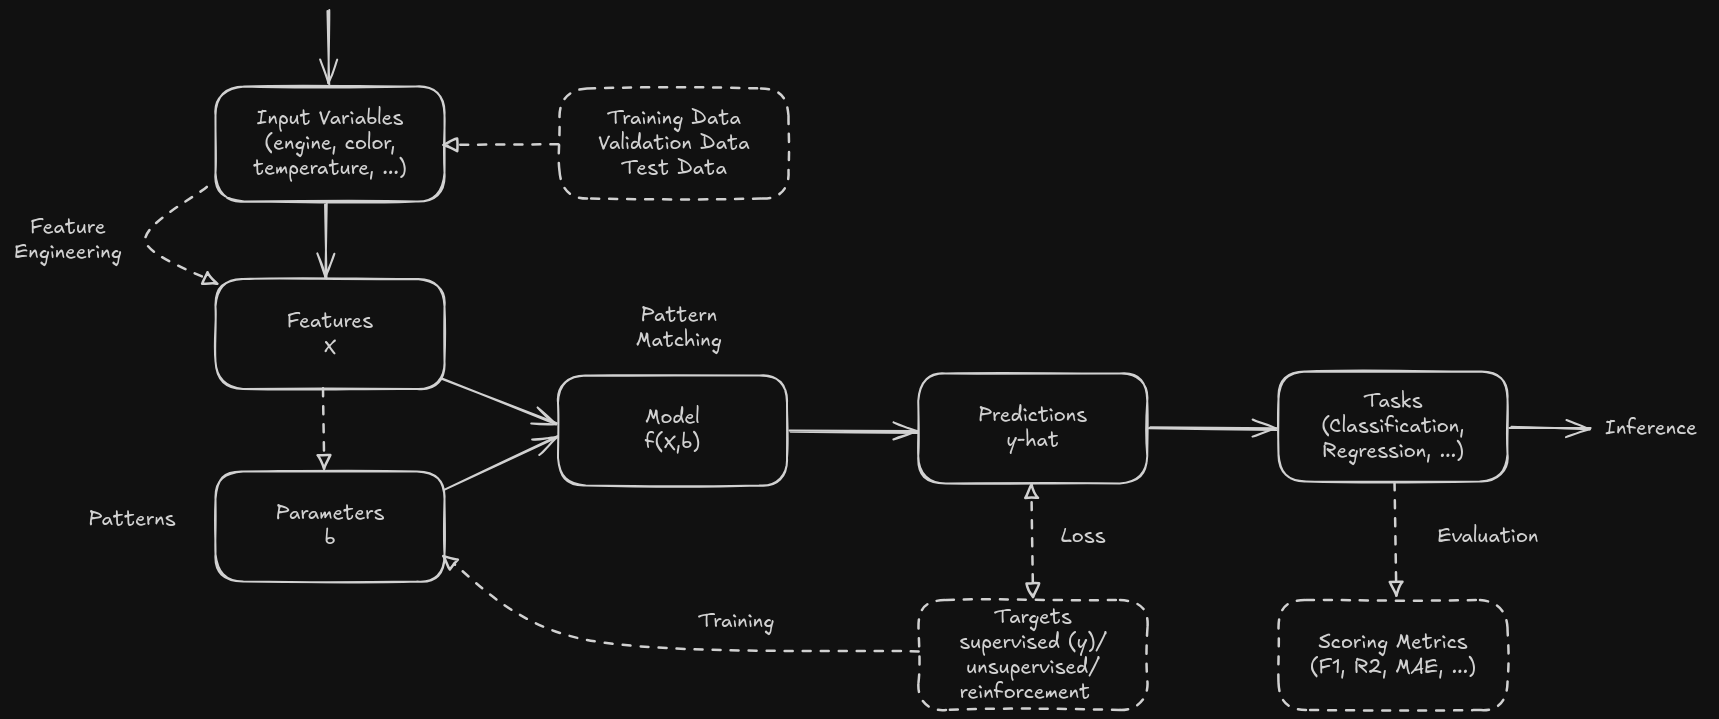 Input Variables
(engine, color,
temperature, ...)
Training Data
Validation Data
Test Data
Feature
Engineering
Features
X
Pattern
Matching
Model
f(X,b)
Predictions
y-hat
Tasks
(Classification,
Regression, ...)
Inference
Patterns
Parameters
b
Loss
Evaluation
Training
Targets
supervised (y)/
unsupervised/
reinforcement
Scoring Metrics
(F1, R2, MAE, ...)